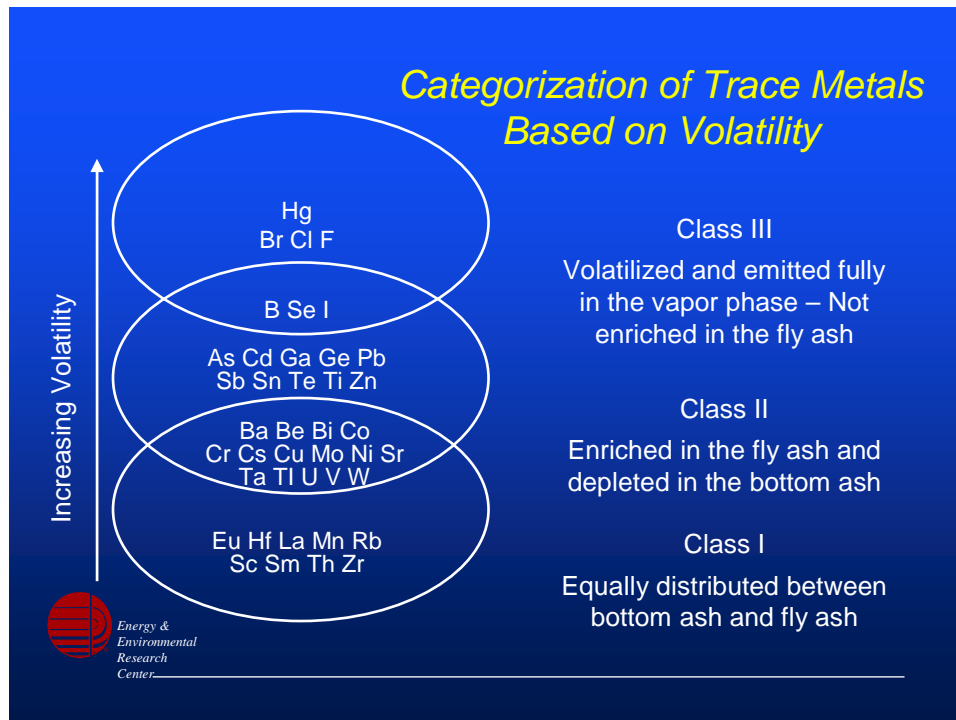 Categorization of Trace Metals
Based on Volatility
Increasing Volatility
Hg
Br Cl F
B Se I
As Cd Ga Ge Pb
Sb Sn Te Ti Zn
Ba Be Bi Co
Cr Cs Cu Mo Ni Sr
Ta Tl U V W
Eu Hf La Mn Rb
Sc Sm Th Zr
Class III
Volatilized and emitted fully
in the vapor phase – Not
enriched in the fly ash
Class II
Enriched in the fly ash and
depleted in the bottom ash
Class I
Equally distributed between
bottom ash and fly ash
Energy &
Environmental
Research
Center